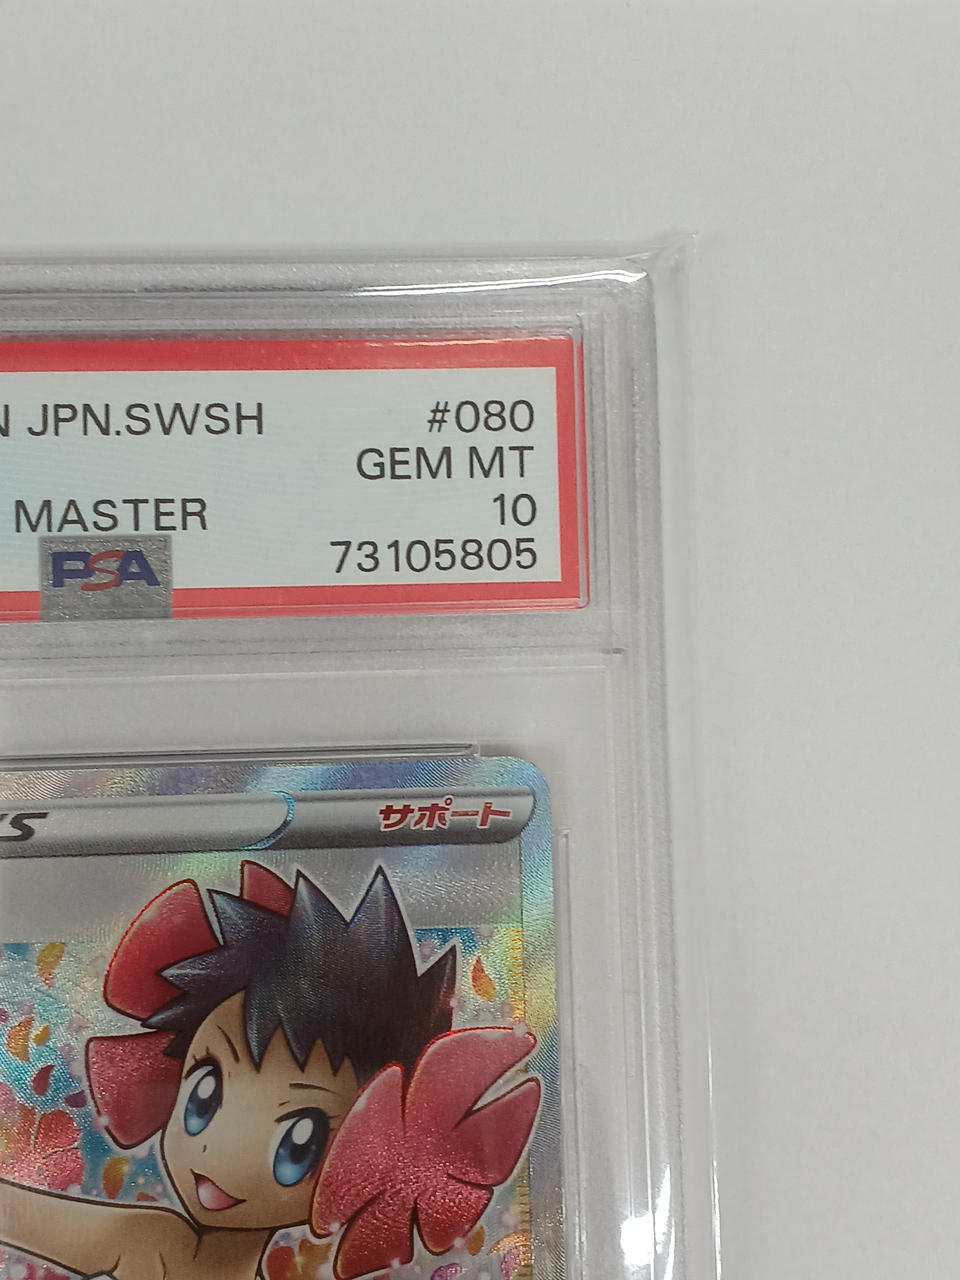 JPN.SWSH #080
GEM MT
MASTER 10
PSA 73105805
サポート